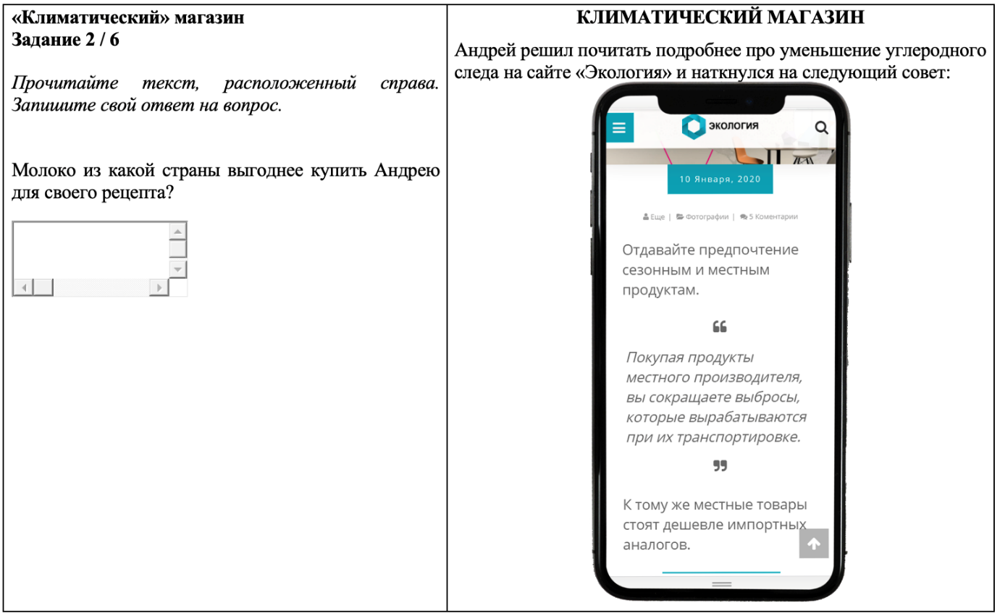 «Климатический» магазин
Задание 2 / 6
Прочитайте текст, расположенный справа.
Запишите свой ответ на вопрос.
Молоко из какой страны выгоднее купить Андрею
для своего рецепта?
КЛИМАТИЧЕСКИЙ МАГАЗИН
Андрей решил почитать подробнее про уменьшение углеродного
следа на сайте «Экология» и наткнулся на следующий совет:
ЭКОЛОГИЯ
10 Января, 2020
Еще | Фотографии | 5 Коментарии
Отдавайте предпочтение
сезонным и местным
продуктам.
❝
Покупая продукты
местного производителя,
вы сокращаете выбросы,
которые вырабатываются
при их транспортировке.
❞
К тому же местные товары
стоят дешевле импортных
аналогов.